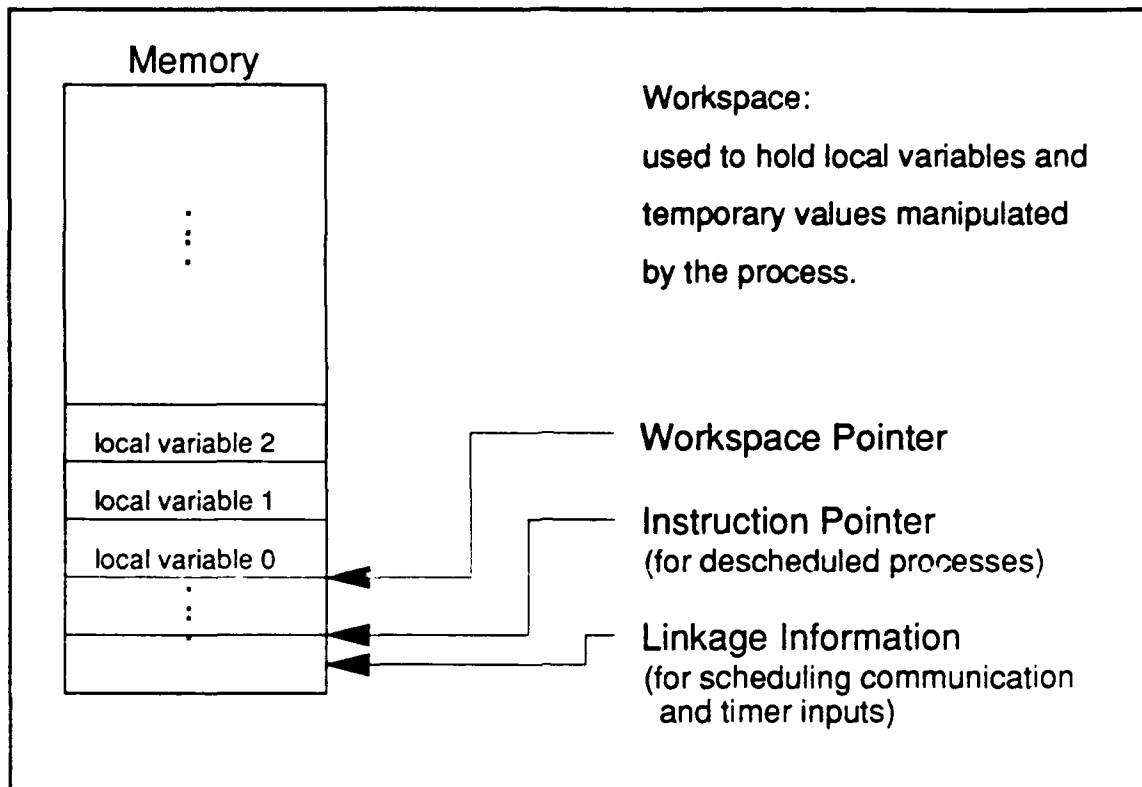 Memory
local variable 2
local variable 1
local variable 0
Workspace:
used to hold local variables and
temporary values manipulated
by the process.
Workspace Pointer
Instruction Pointer
(for descheduled processes)
Linkage Information
(for scheduling communication
and timer inputs)